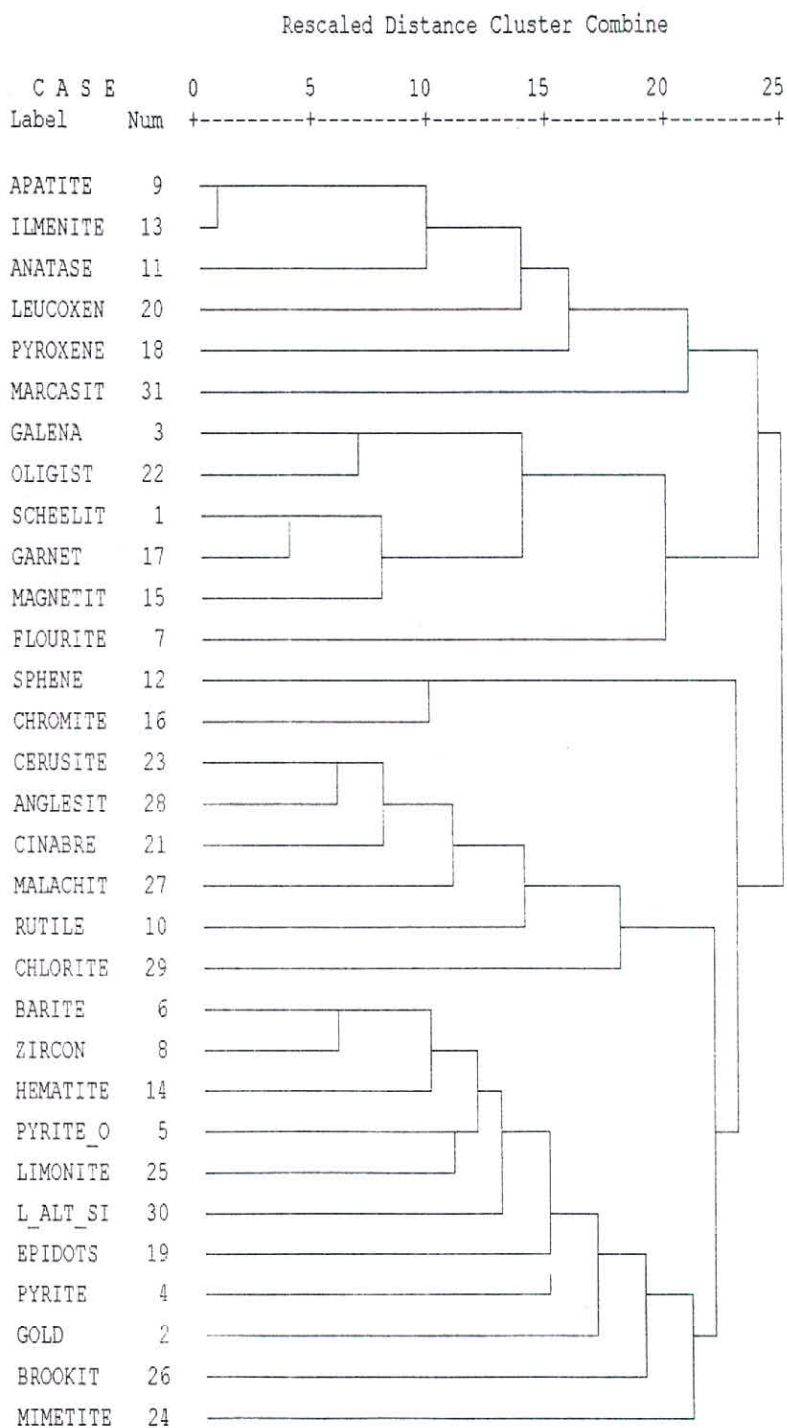 Rescaled Distance Cluster Combine
C A S E 0 5 10 15 20 25
Label Num +---------+---------+---------+---------+---------+
APATITE 9
ILMENITE 13
ANATASE 11
LEUCOXEN 20
PYROXENE 18
MARCASIT 31
GALENA 3
OLIGIST 22
SCHEELIT 1
GARNET 17
MAGNETIT 15
FLOURITE 7
SPHENE 12
CHROMITE 16
CERUSITE 23
ANGLESIT 28
CINABRE 21
MALACHIT 27
RUTILE 10
CHLORITE 29
BARITE 6
ZIRCON 8
HEMATITE 14
PYRITE_O 5
LIMONITE 25
L_ALT_SI 30
EPIDOTS 19
PYRITE 4
GOLD 2
BROOKIT 26
MIMETITE 24